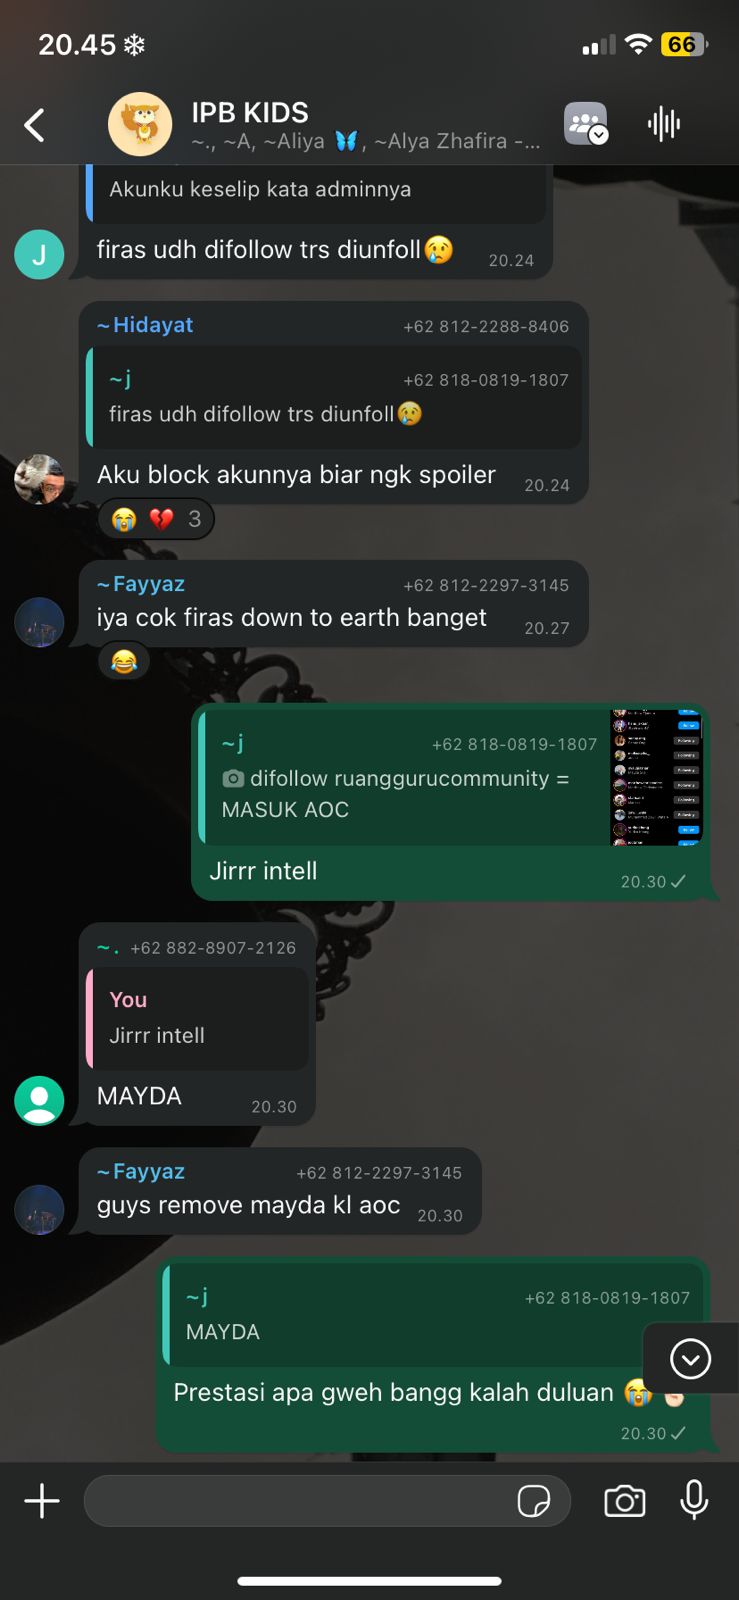 20.45
66
IPB KIDS
~., ~A, ~Aliya 🦋, ~Alya Zhafira -...
Akunku keselip kata adminnya
J
firas udh difollow trs diunfoll😢
20.24
~Hidayat +62 812-2288-8406
~j +62 818-0819-1807
firas udh difollow trs diunfoll😢
Aku block akunnya biar ngk spoiler
20.24
😭 💔 3
~Fayyaz +62 812-2297-3145
iya cok firas down to earth banget
20.27
😂
~j +62 818-0819-1807
difollow ruanggurucommunity =
MASUK AOC
Jirrr intell
20.30
~. +62 882-8907-2126
You
Jirrr intell
MAYDA
20.30
~Fayyaz +62 812-2297-3145
guys remove mayda kl aoc
20.30
~j +62 818-0819-1807
MAYDA
Prestasi apa gweh bangg kalah duluan 😭
20.30